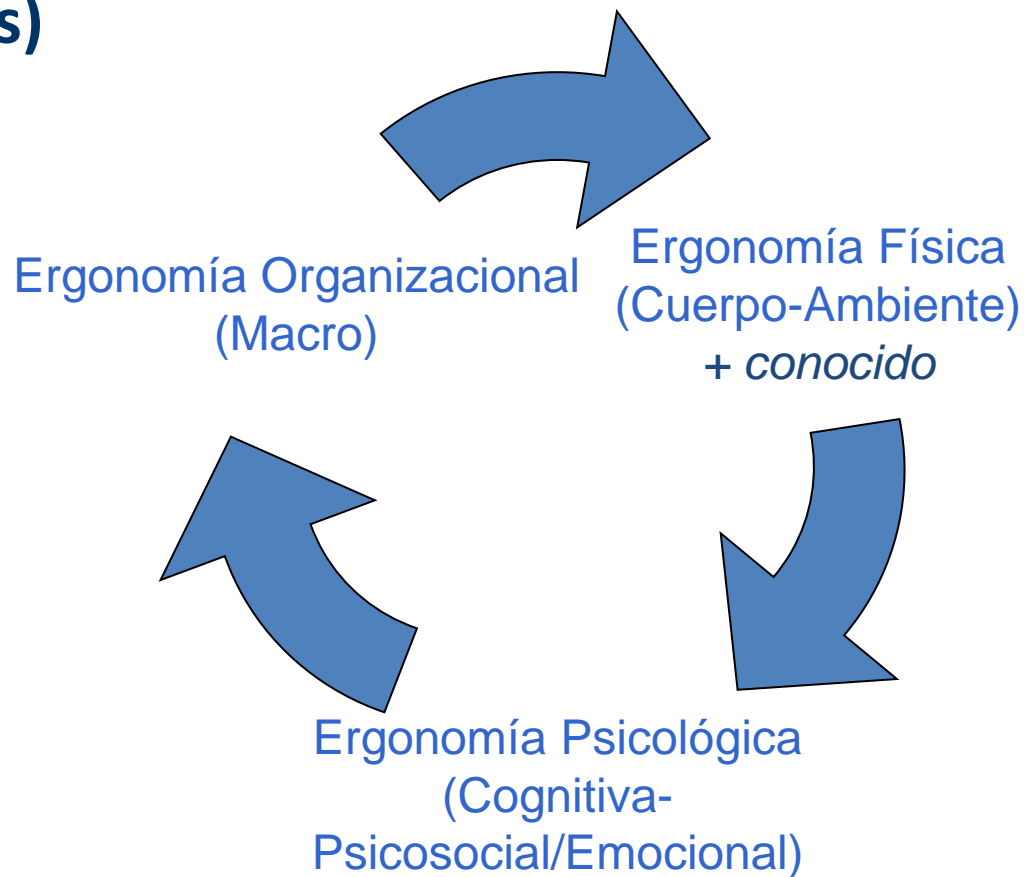 s)
Ergonomía Organizacional
(Macro)
Ergonomía Física
(Cuerpo-Ambiente)
+ conocido
Ergonomía Psicológica
(Cognitiva-
Psicosocial/Emocional)